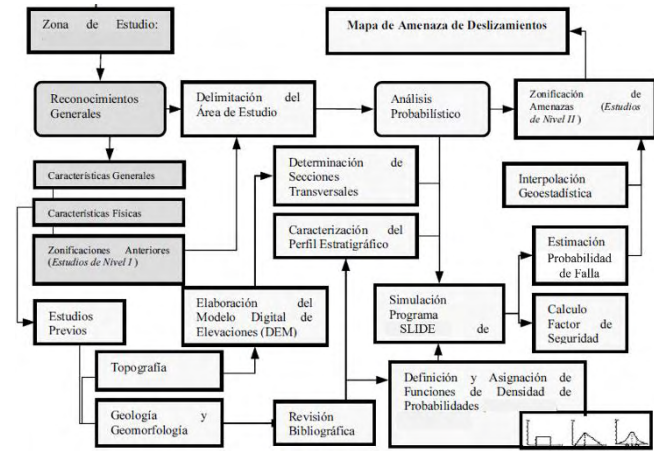 Zona de Estudio:
Mapa de Amenaza de Deslizamientos
Reconocimientos
Generales
Delimitación del
Área de Estudio
Análisis
Probabilístico
Zonificación de
Amenazas (Estudios
de Nivel II)
Características Generales
Características Físicas
Zonificaciones Anteriores
(Estudios de Nivel I)
Determinación de
Secciones
Transversales
Caracterización del
Perfil Estratigráfico
Interpolación
Geoestadística
Estimación
Probabilidad
de Falla
Estudios
Previos
Elaboración del
Modelo Digital de
Elevaciones (DEM)
Simulación
Programa
SLIDE de
Calculo
Factor de
Seguridad
Topografía
Geología y
Geomorfología
Revisión
Bibliográfica
Definición y Asignación de
Funciones de Densidad de
Probabilidades